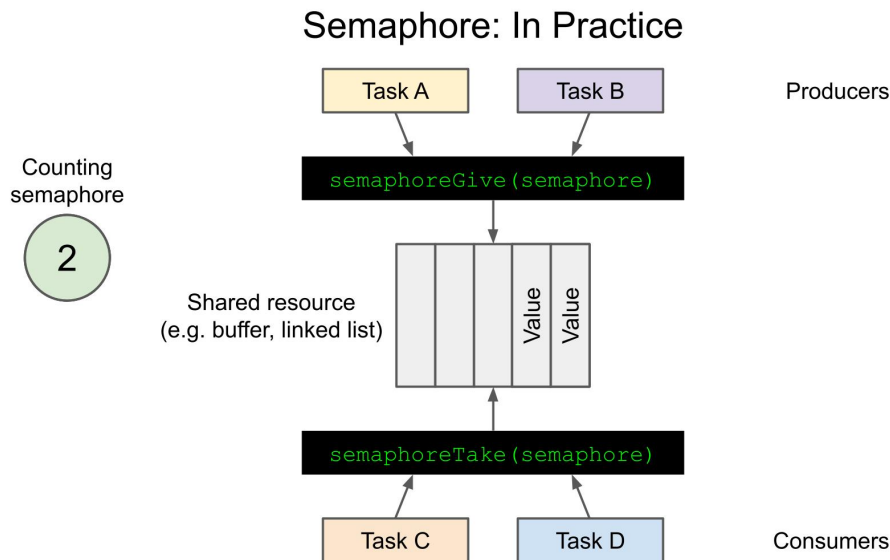 Semaphore: In Practice
Task A
Task B
Producers
semaphoreGive(semaphore)
Counting
semaphore
2
Shared resource
(e.g. buffer, linked list)
Value
Value
semaphoreTake(semaphore)
Task C
Task D
Consumers